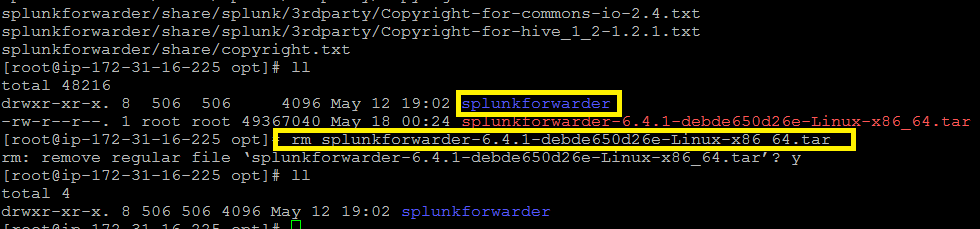 splunkforwarder/share/splunk/3rdparty/Copyright-for-commons-io-2.4.txt
splunkforwarder/share/splunk/3rdparty/Copyright-for-hive_1_2-1.2.1.txt
splunkforwarder/share/copyright.txt
[root@ip-172-31-16-225 opt]# ll
total 48216
drwxr-xr-x. 8  506  506     4096 May 12 19:02 splunkforwarder
-rw-r--r--. 1 root root 49367040 May 18 00:24 splunkforwarder-6.4.1-debde650d26e-Linux-x86_64.tar
[root@ip-172-31-16-225 opt]# rm splunkforwarder-6.4.1-debde650d26e-Linux-x86_64.tar
rm: remove regular file ‘splunkforwarder-6.4.1-debde650d26e-Linux-x86_64.tar’? y
[root@ip-172-31-16-225 opt]# ll
total 4
drwxr-xr-x. 8 506 506 4096 May 12 19:02 splunkforwarder
[root@ip-172-31-16-225 opt]#